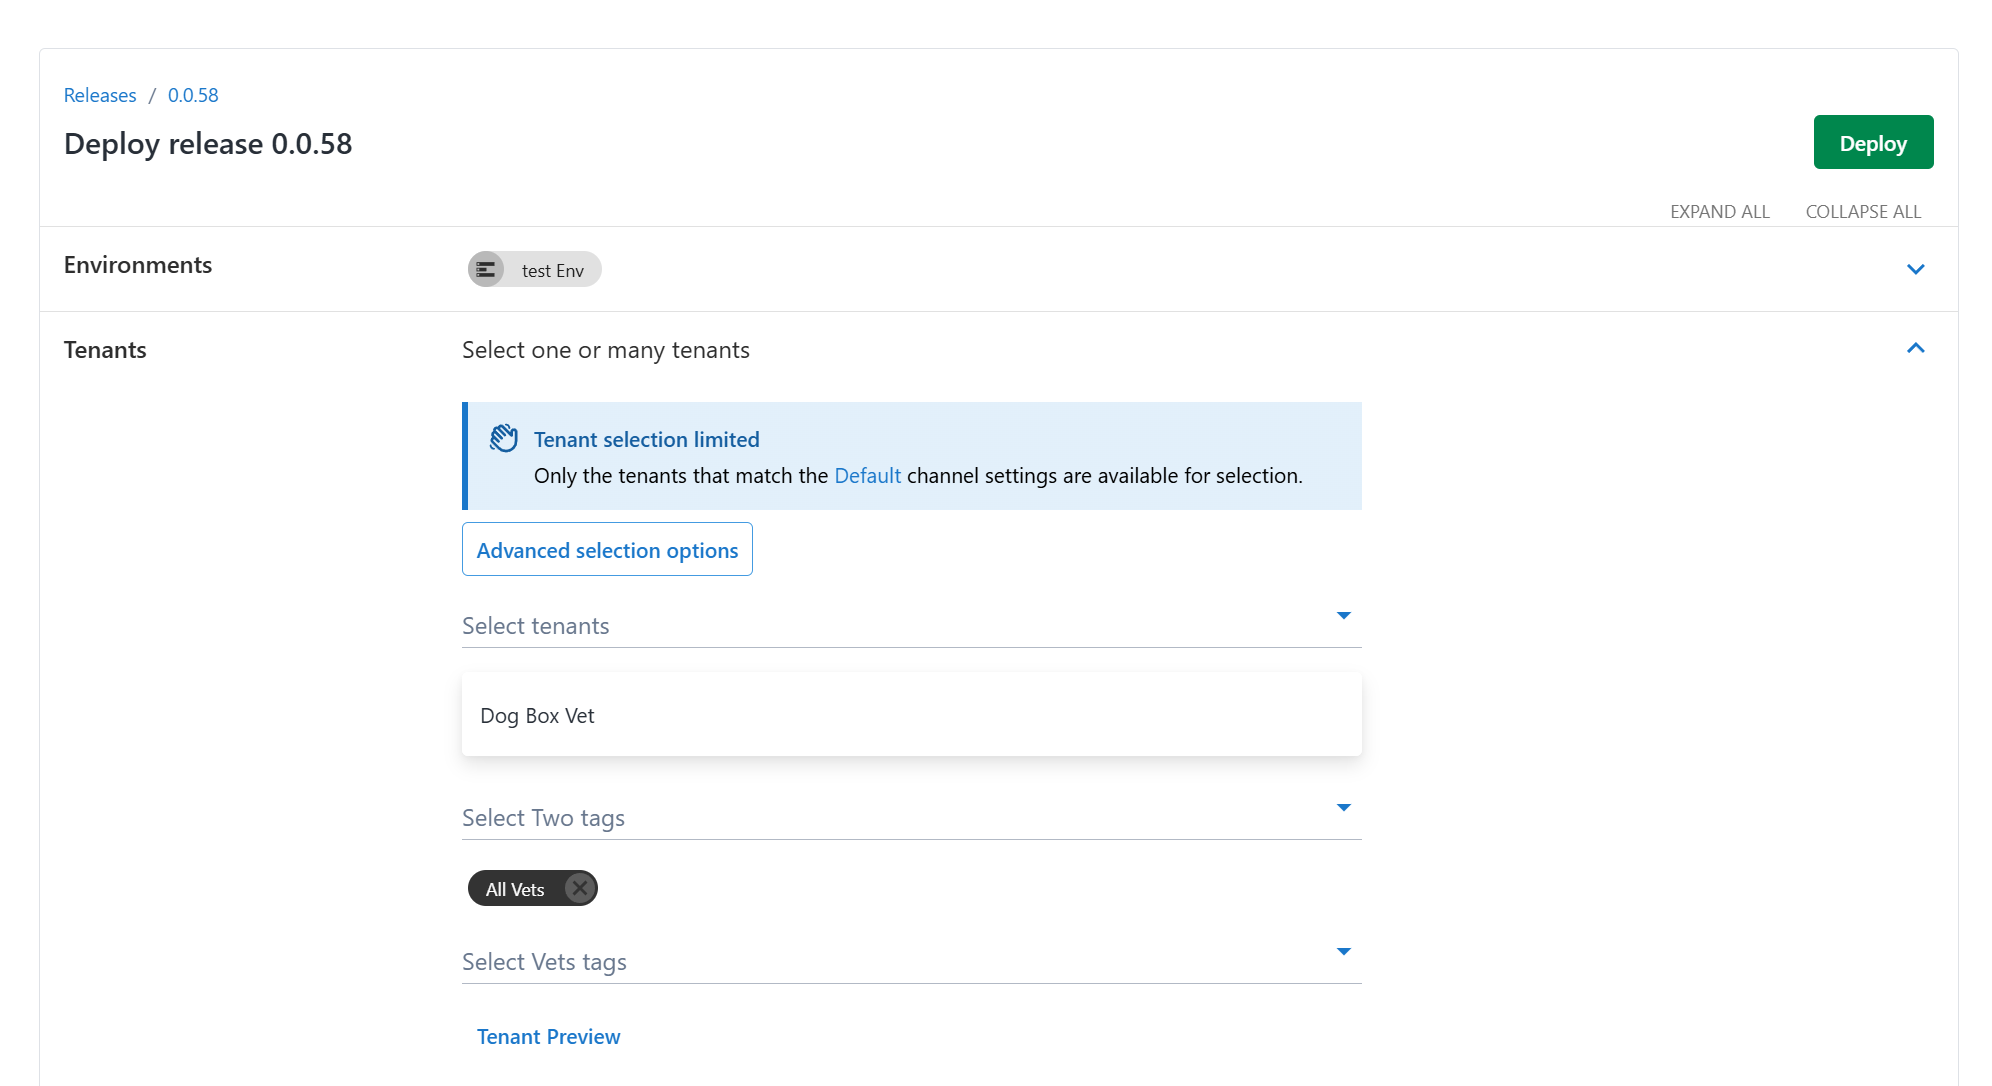 Releases / 0.0.58
Deploy release 0.0.58
Deploy
EXPAND ALL COLLAPSE ALL
Environments
test Env
Tenants
Select one or many tenants
Tenant selection limited
Only the tenants that match the Default channel settings are available for selection.
Advanced selection options
Select tenants
Dog Box Vet
Select Two tags
All Vets
Select Vets tags
Tenant Preview